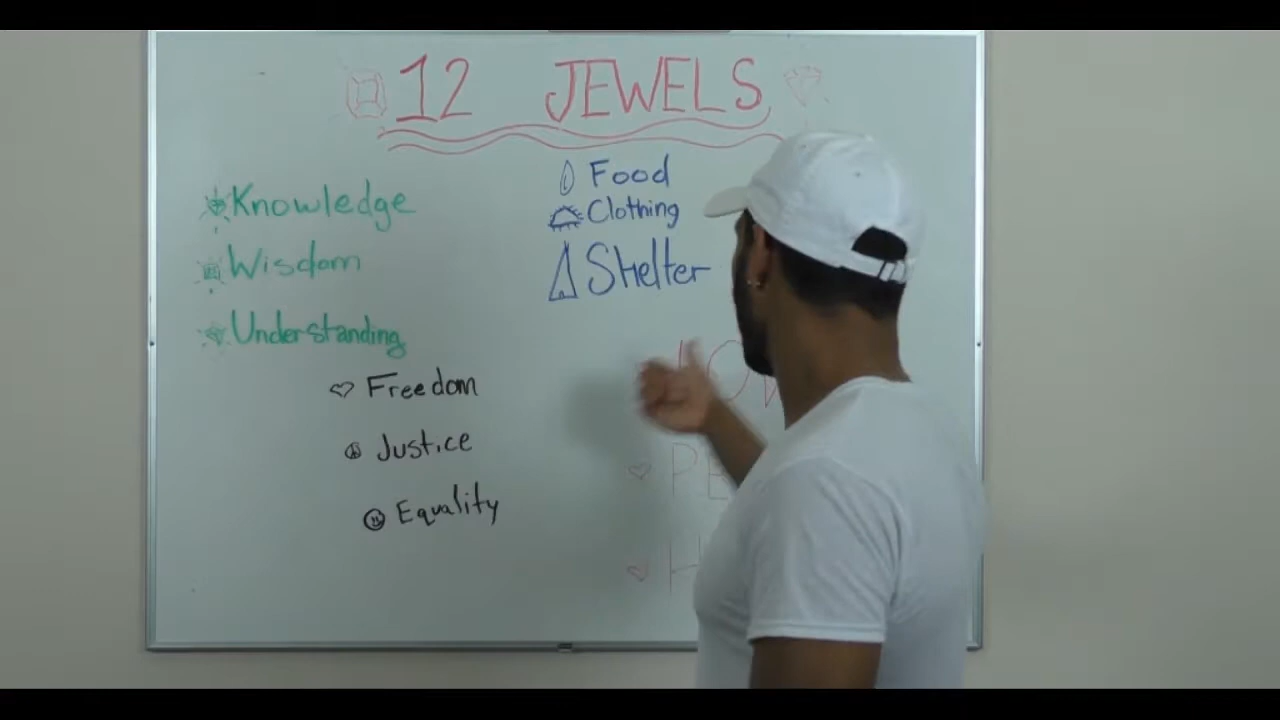 12 JEWELS
Knowledge
Wisdom
Understanding
Freedom
Justice
Equality
Food
Clothing
Shelter